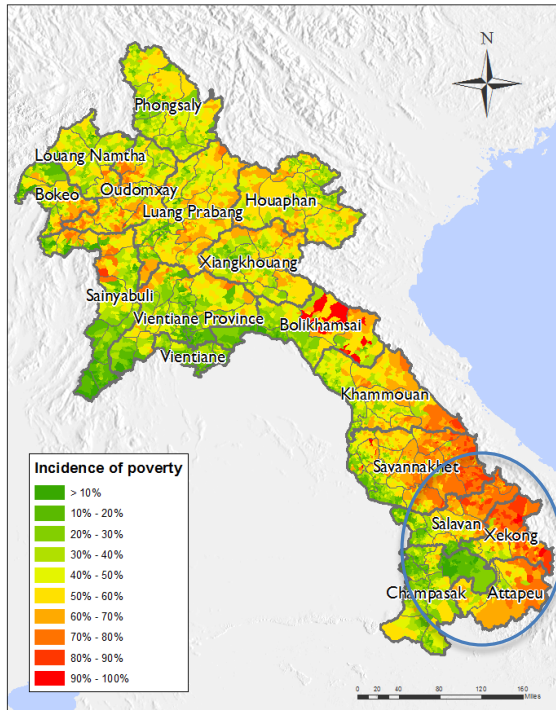 N
Phongsaly
Louang Namtha
Bokeo
Oudomxay
Luang Prabang
Houaphan
Xiangkhouang
Sainyabuli
Vientiane Province
Bolikhamsai
Vientiane
Khammouan
Savannakhet
Salavan
Xekong
Champasak
Attapeu
Incidence of poverty
> 10%
10% - 20%
20% - 30%
30% - 40%
40% - 50%
50% - 60%
60% - 70%
70% - 80%
80% - 90%
90% - 100%
0 20 40 80 120 160
Miles